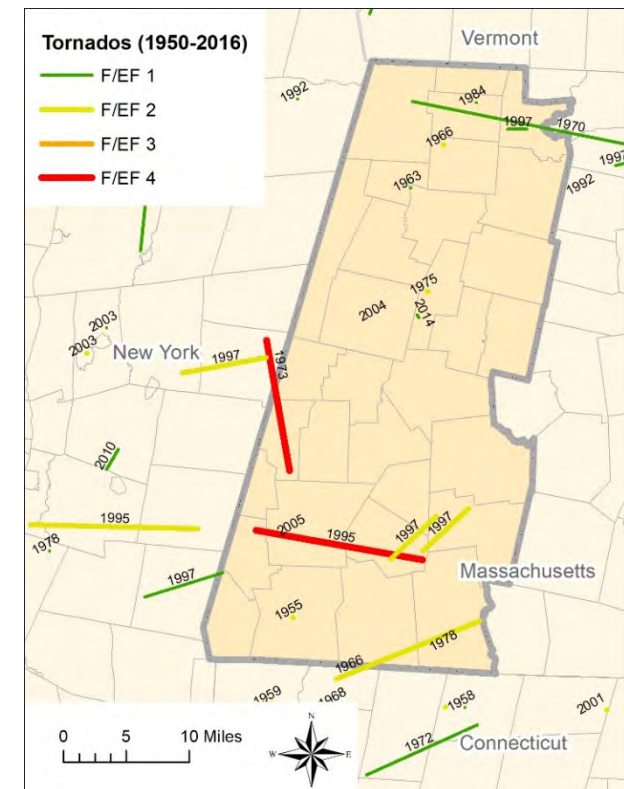 Vermont
Tornados (1950-2016)
F/EF 1
F/EF 2
F/EF 3
F/EF 4
1992
1984
1970
1997
1966
1997
1992
1963
1975
2004
2014
2003
2003
New York
1997
1973
2010
1995
1978
2005
1995
1997
1997
Massachusetts
1997
1955
1978
1966
1959
1968
1958
2001
1972
Connecticut
0 5 10 Miles
N
W
E
S